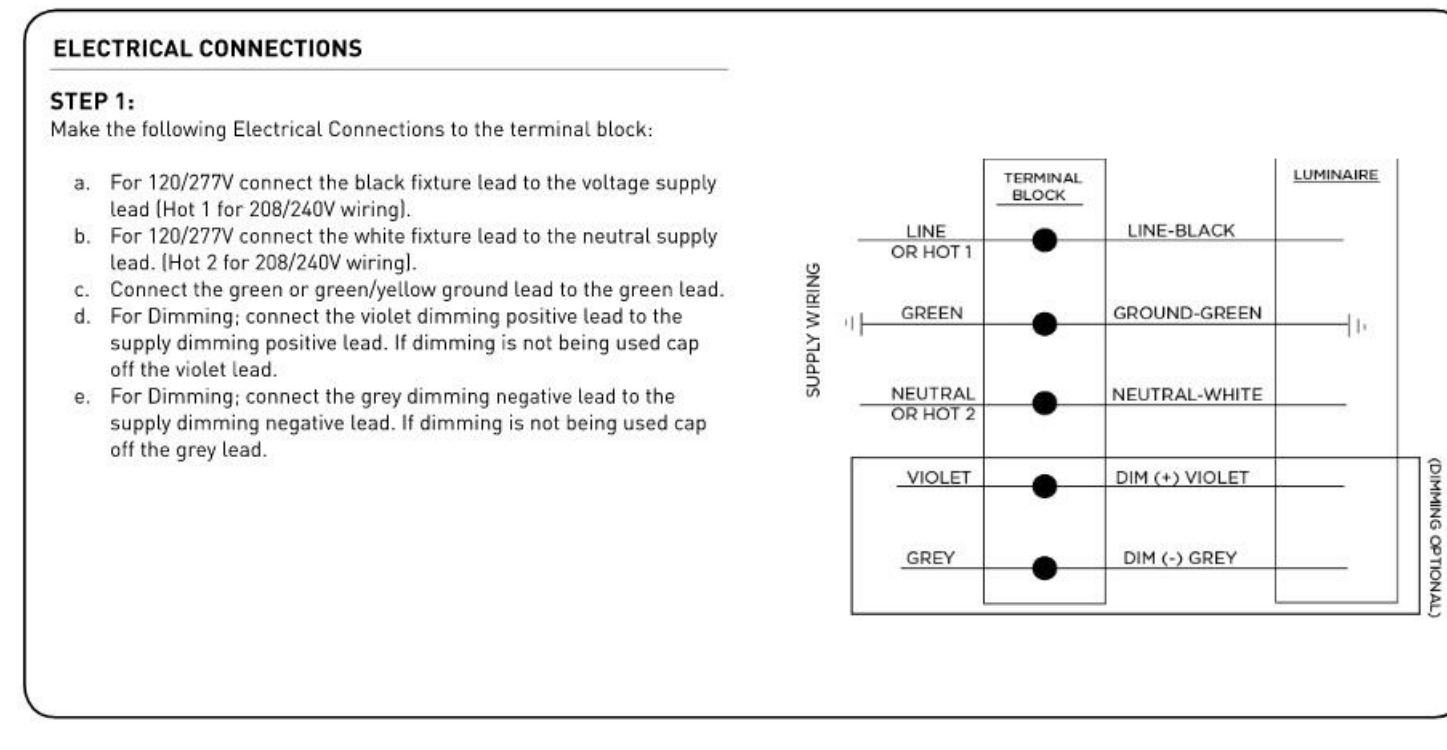 ELECTRICAL CONNECTIONS
STEP 1:
Make the following Electrical Connections to the terminal block:
a. For 120/277V connect the black fixture lead to the voltage supply
lead (Hot 1 for 208/240V wiring).
b. For 120/277V connect the white fixture lead to the neutral supply
lead. (Hot 2 for 208/240V wiring).
c. Connect the green or green/yellow ground lead to the green lead.
d. For Dimming; connect the violet dimming positive lead to the
supply dimming positive lead. If dimming is not being used cap
off the violet lead.
e. For Dimming; connect the grey dimming negative lead to the
supply dimming negative lead. If dimming is not being used cap
off the grey lead.
SUPPLY WIRING
TERMINAL
BLOCK
LUMINAIRE
LINE
OR HOT 1
LINE-BLACK
GREEN
GROUND-GREEN
NEUTRAL
OR HOT 2
NEUTRAL-WHITE
VIOLET
DIM (+) VIOLET
GREY
DIM (-) GREY
(DIMMING OPTIONAL)